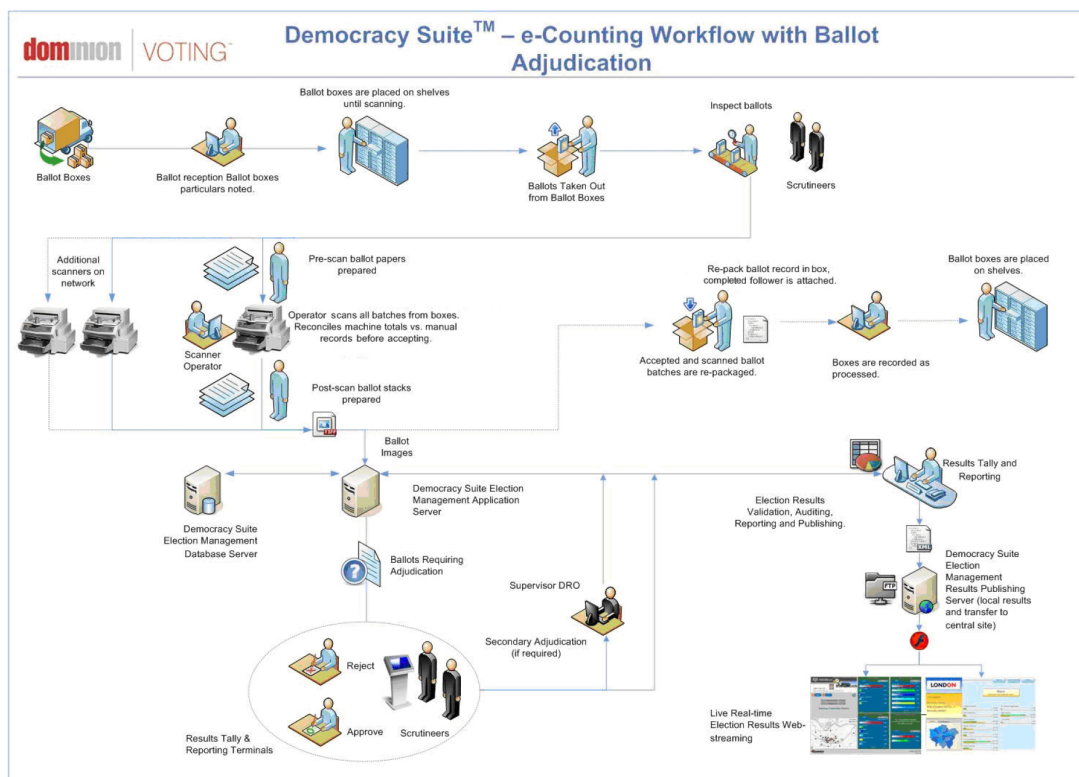 dominion VOTING™
Democracy Suite™ – e-Counting Workflow with Ballot
Adjudication
Ballot boxes are placed on shelves
until scanning.
Inspect ballots
Ballot Boxes
Ballot reception Ballot boxes
particulars noted.
Ballots Taken Out
from Ballot Boxes
Scrutineers
Additional
scanners on
network
Pre-scan ballot papers
prepared
Operator scans all batches from boxes.
Reconciles machine totals vs. manual
records before accepting.
Scanner
Operator
Post-scan ballot stacks
prepared
Re-pack ballot record in box,
completed follower is attached.
Ballot boxes are placed
on shelves.
Accepted and scanned ballot
batches are re-packaged.
Boxes are recorded as
processed.
Ballot
Images
Democracy Suite
Election Management
Database Server
Democracy Suite Election
Management Application
Server
Results Tally and
Reporting
Election Results
Validation, Auditing,
Reporting and Publishing.
XML
Ballots Requiring
Adjudication
?
Supervisor DRO
FTP
Democracy Suite
Election
Management
Results Publishing
Server (local results
and transfer to
central site)
Secondary Adjudication
(if required)
Reject
Approve
Scrutineers
Results Tally &
Reporting Terminals
Live Real-time
Election Results Web-
streaming
LONDON